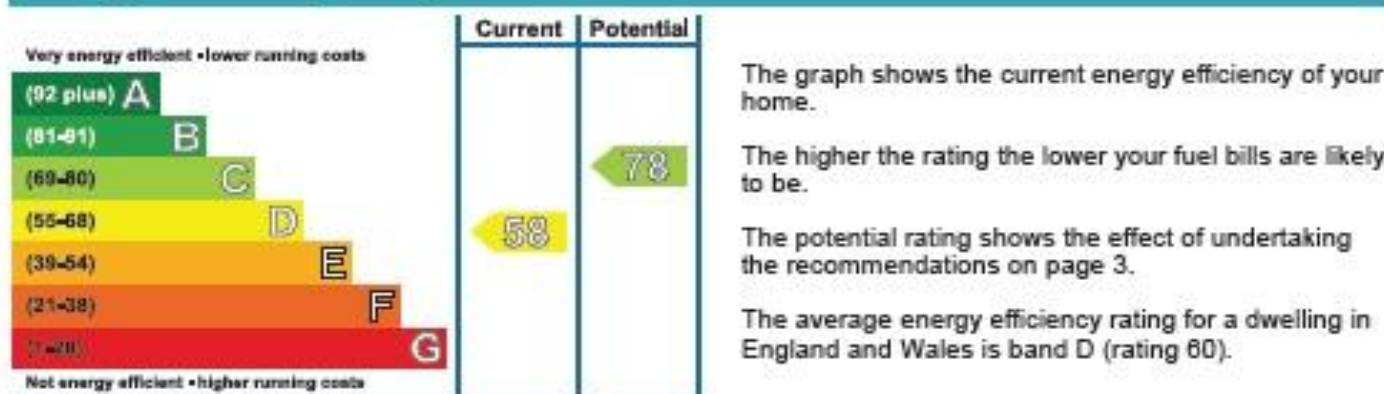 Current Potential
Very energy efficient • lower running costs
(92 plus) A
(81-91) B
(69-80) C
(55-68) D
(39-54) E
(21-38) F
(1-20) G
Not energy efficient • higher running costs
58
78
The graph shows the current energy efficiency of your
home.
The higher the rating the lower your fuel bills are likely
to be.
The potential rating shows the effect of undertaking
the recommendations on page 3.
The average energy efficiency rating for a dwelling in
England and Wales is band D (rating 60).